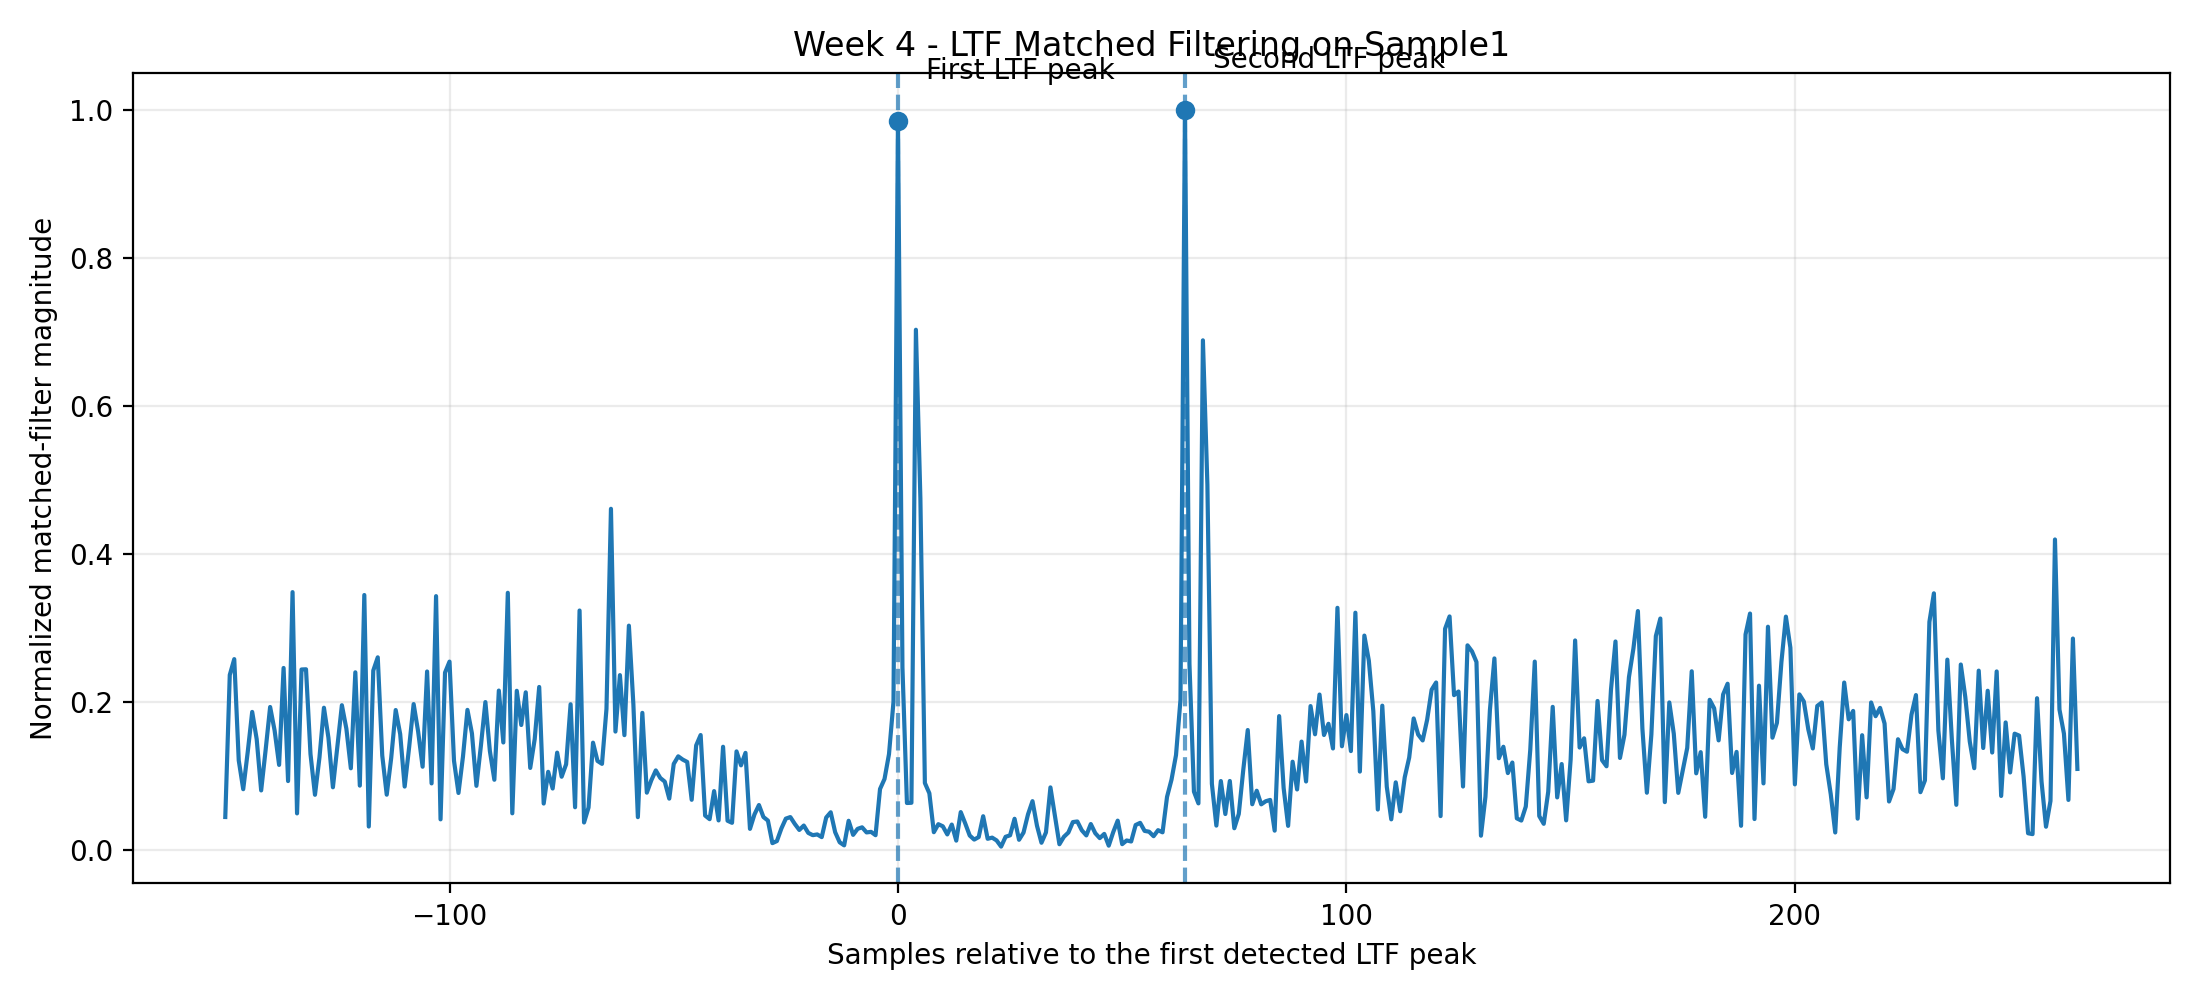 Week 4 - LTF Matched Filtering on Sample1
First LTF peak
Second LTF peak
Normalized matched-filter magnitude
1.0
0.8
0.6
0.4
0.2
0.0
−100
0
100
200
Samples relative to the first detected LTF peak